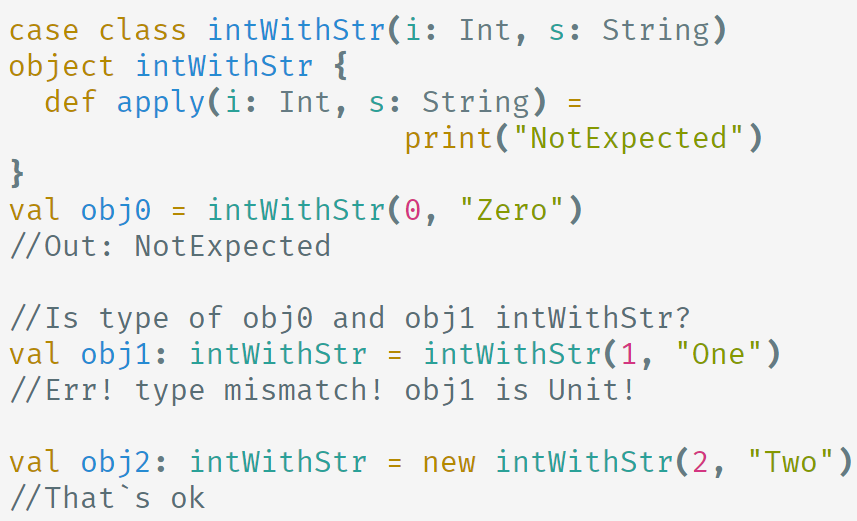 case class intWithStr(i: Int, s: String)
object intWithStr {
  def apply(i: Int, s: String) =
                      print("NotExpected")
}
val obj0 = intWithStr(0, "Zero")
//Out: NotExpected

//Is type of obj0 and obj1 intWithStr?
val obj1: intWithStr = intWithStr(1, "One")
//Err! type mismatch! obj1 is Unit!

val obj2: intWithStr = new intWithStr(2, "Two")
//That`s ok